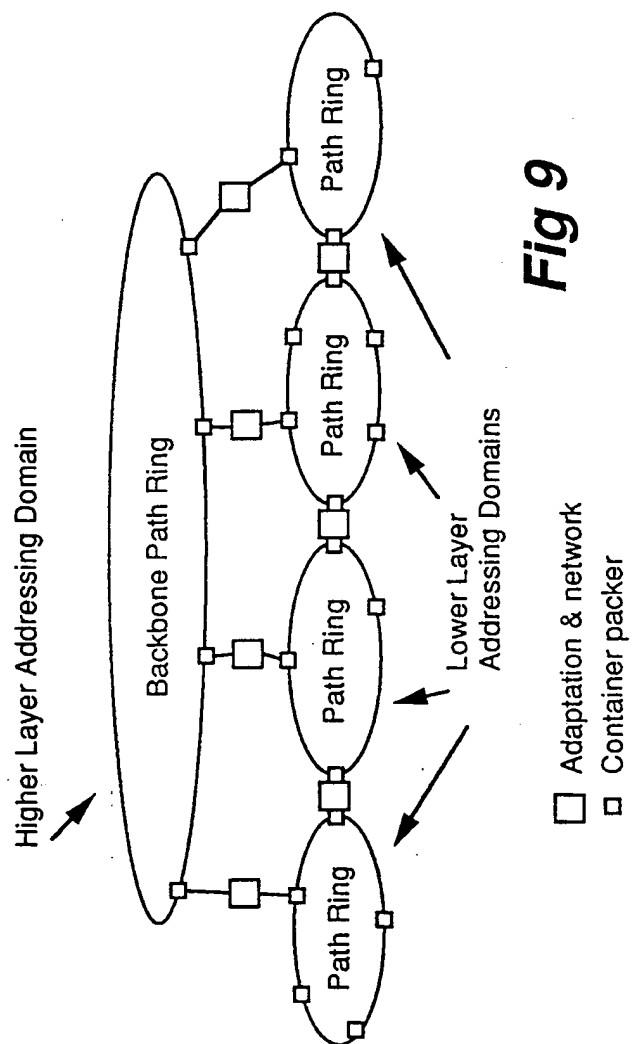 Higher Layer Addressing Domain
Backbone Path Ring
Path Ring
Path Ring
Path Ring
Path Ring
Lower Layer
Addressing Domains
Adaptation & network
Container packer
Fig 9